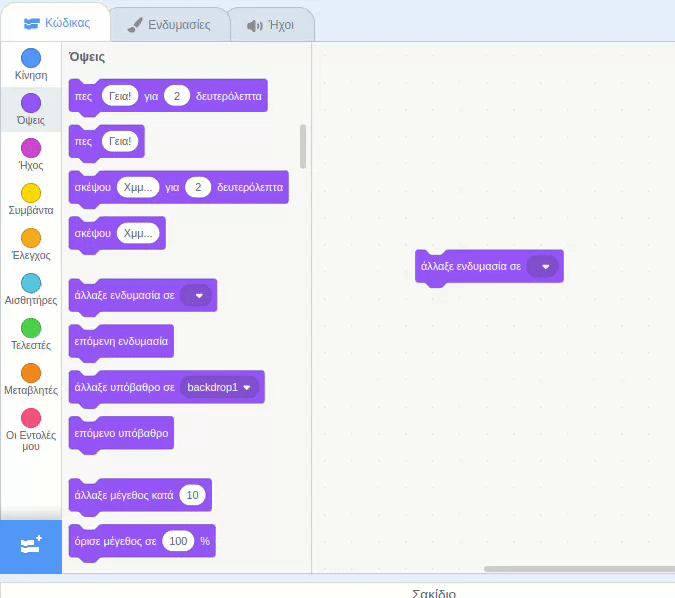 Κώδικας Ενδυμασίες Ήχοι
Κίνηση
Όψεις
Ήχος
Συμβάντα
Έλεγχος
Αισθητήρες
Τελεστές
Μεταβλητές
Οι Εντολές
μου
Όψεις
πες Γεια! για 2 δευτερόλεπτα
πες Γεια!
σκέψου Χμμ... για 2 δευτερόλεπτα
σκέψου Χμμ...
άλλαξε ενδυμασία σε
επόμενη ενδυμασία
άλλαξε υπόβαθρο σε backdrop1
επόμενο υπόβαθρο
άλλαξε μέγεθος κατά 10
όρισε μέγεθος σε 100 %
άλλαξε ενδυμασία σε
Σακίδιο